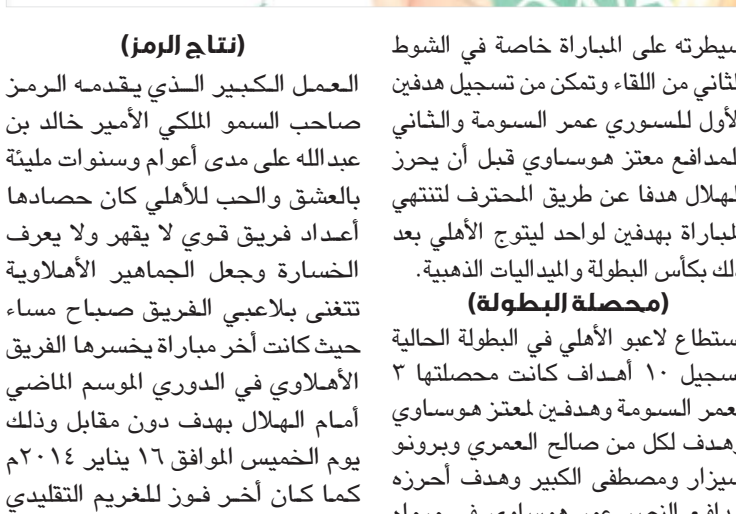 سيطرته على المباراة خاصة في الشوط
الثاني من اللقاء وتمكن من تسجيل هدفين
الأول للسوري عمر السومة والثاني
للمدافع معتز هوساوي قبل أن يحرز
الهلال هدفا عن طريق المحترف لتنتهي
المباراة بهدفين لواحد ليتوج الأهلي بعد
ذلك بكأس البطولة والميداليات الذهبية.
(محصلة البطولة)
استطاع لاعبو الأهلي في البطولة الحالية
تسجيل ١٠ أهداف كانت محصلتها ٣
لعمر السومة وهدفين لمعتز هوساوي
وهدف لكل من صالح العمري وبرونو
سيزار ومصطفى الكبير وهدف أحرزه
مدافع النصر عمر هوساوي في
(نتاج الرمز)
العمل الكبير الذي يقدمه الرمز
صاحب السمو الملكي الأمير خالد بن
عبدالله على مدى أعوام وسنوات مليئة
بالعشق والحب للأهلي كان حصادها
أعداد فريق قوي لا يقهر ولا يعرف
الخسارة وجعل الجماهير الأهلاوية
تتغنى بلاعبي الفريق صباح مساء
حيث كانت أخر مباراة يخسرها الفريق
الأهلاوي في الدوري الموسم الماضي
أمام الهلال بهدف دون مقابل وذلك
يوم الخميس الموافق ١٦ يناير ٢٠١٤م
كما كان أخر فوز للغريم التقليدي